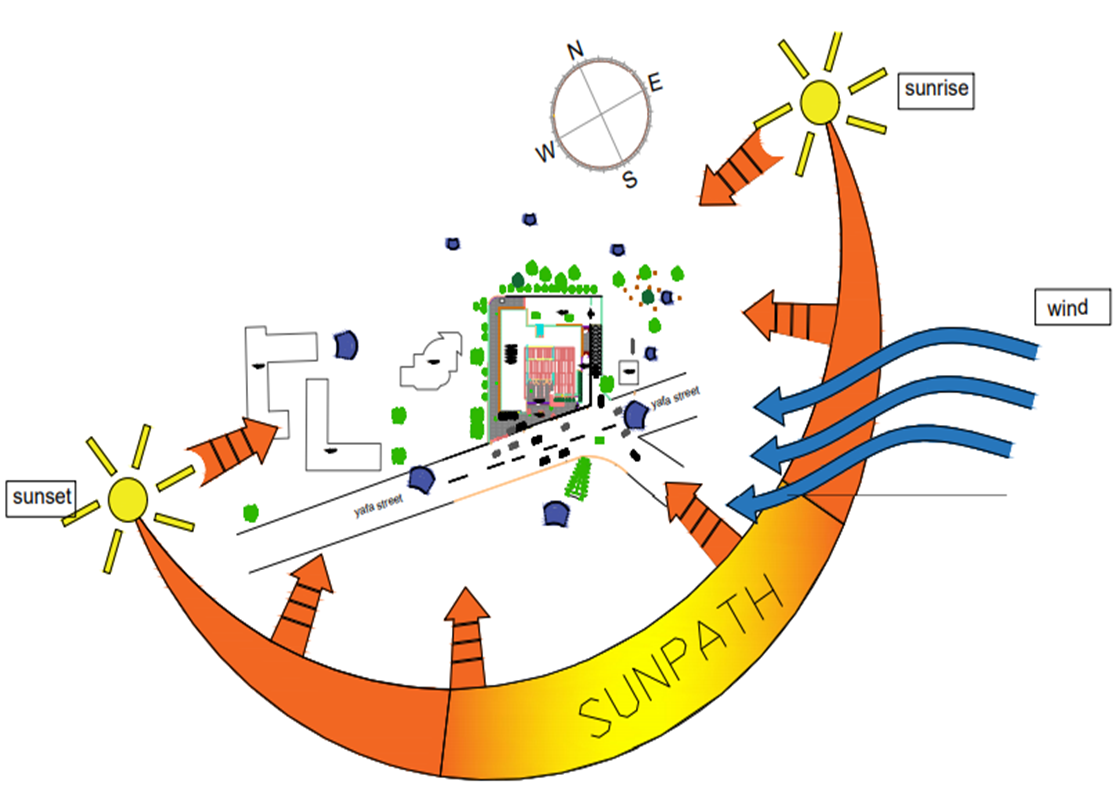 N
E
W
S
sunrise
wind
yafa street
sunset
yafa street
SUNPATH